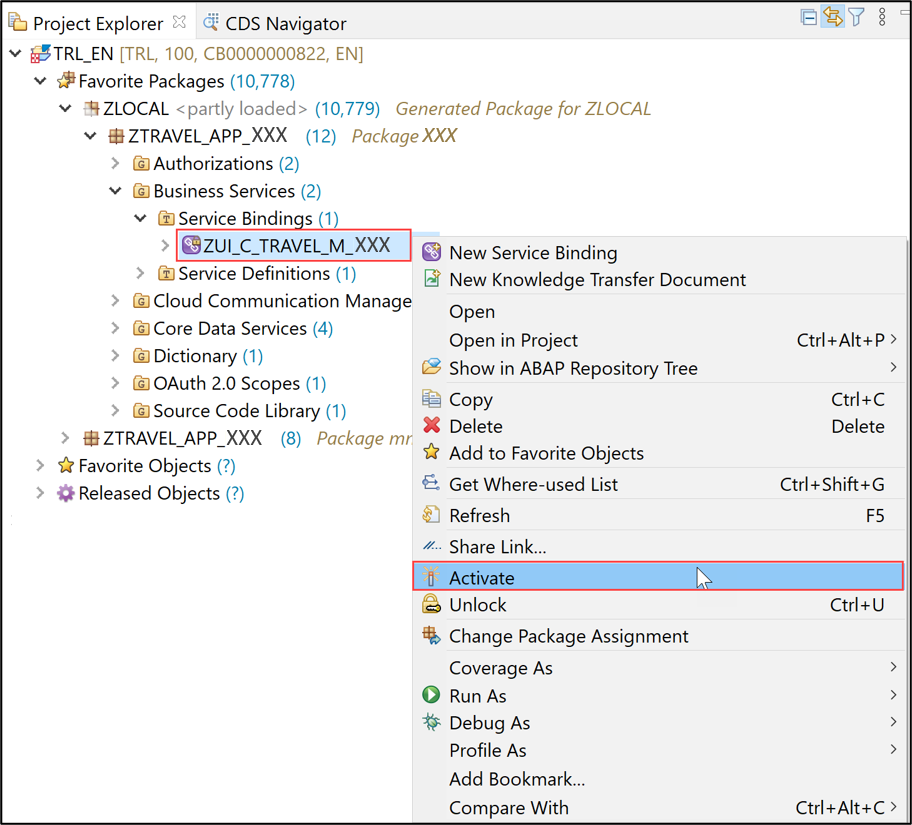 Project Explorer CDS Navigator
TRL_EN [TRL, 100, CB0000000822, EN]
Favorite Packages (10,778)
ZLOCAL <partly loaded> (10,779) Generated Package for ZLOCAL
ZTRAVEL_APP_XXX (12) Package XXX
G Authorizations (2)
G Business Services (2)
T Service Bindings (1)
ZUI_C_TRAVEL_M_XXX
T Service Definitions (1)
G Cloud Communication Manage
G Core Data Services (4)
G Dictionary (1)
G OAuth 2.0 Scopes (1)
G Source Code Library (1)
ZTRAVEL_APP_XXX (8) Package mr
Favorite Objects (?)
Released Objects (?)
New Service Binding
New Knowledge Transfer Document
Open
Open in Project Ctrl+Alt+P
Show in ABAP Repository Tree
Copy Ctrl+C
Delete Delete
Add to Favorite Objects
Get Where-used List Ctrl+Shift+G
Refresh F5
Share Link...
Activate
Unlock Ctrl+U
Change Package Assignment
Coverage As
Run As
Debug As
Profile As
Add Bookmark...
Compare With Ctrl+Alt+C